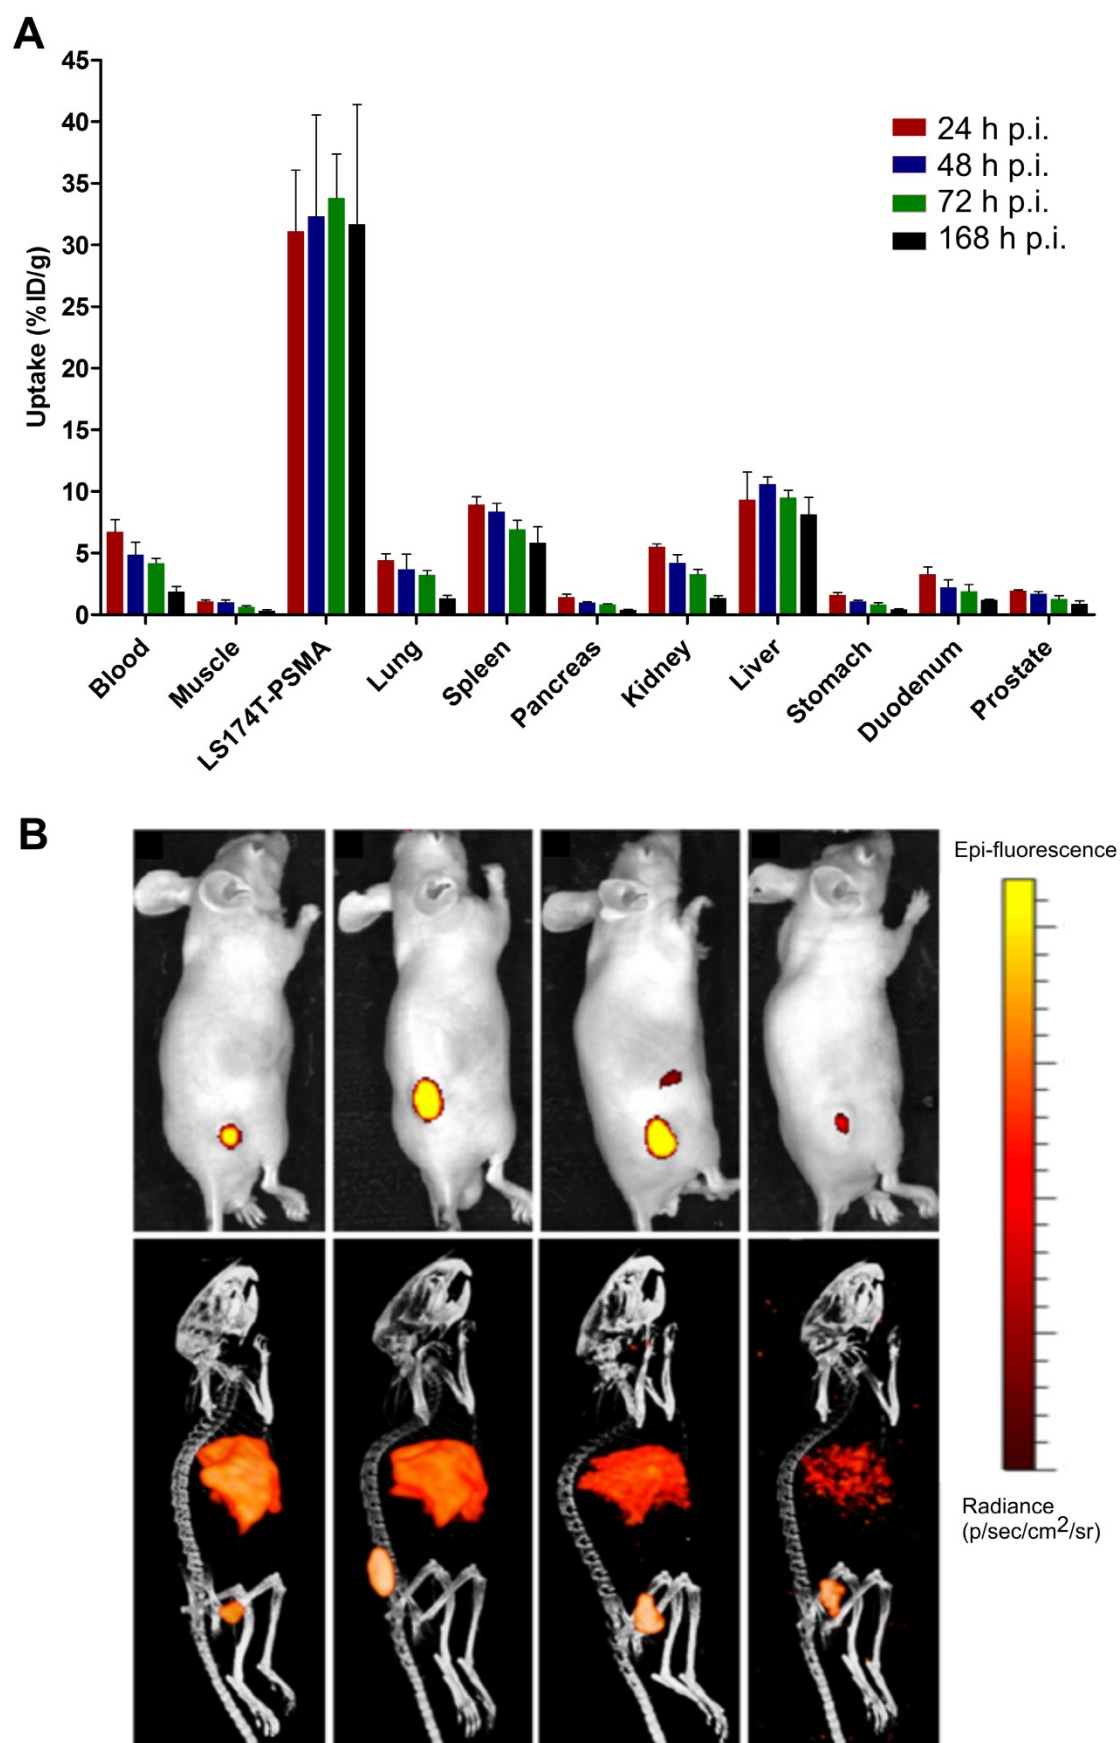 A
45
40
35
30
25
20
15
10
5
0
Uptake (%ID/g)
24 h p.i.
48 h p.i.
72 h p.i.
168 h p.i.
Blood
Muscle
LS174T-PSMA
Lung
Spleen
Pancreas
Kidney
Liver
Stomach
Duodenum
Prostate
B
Epi-fluorescence
Radiance
(p/sec/cm2/sr)